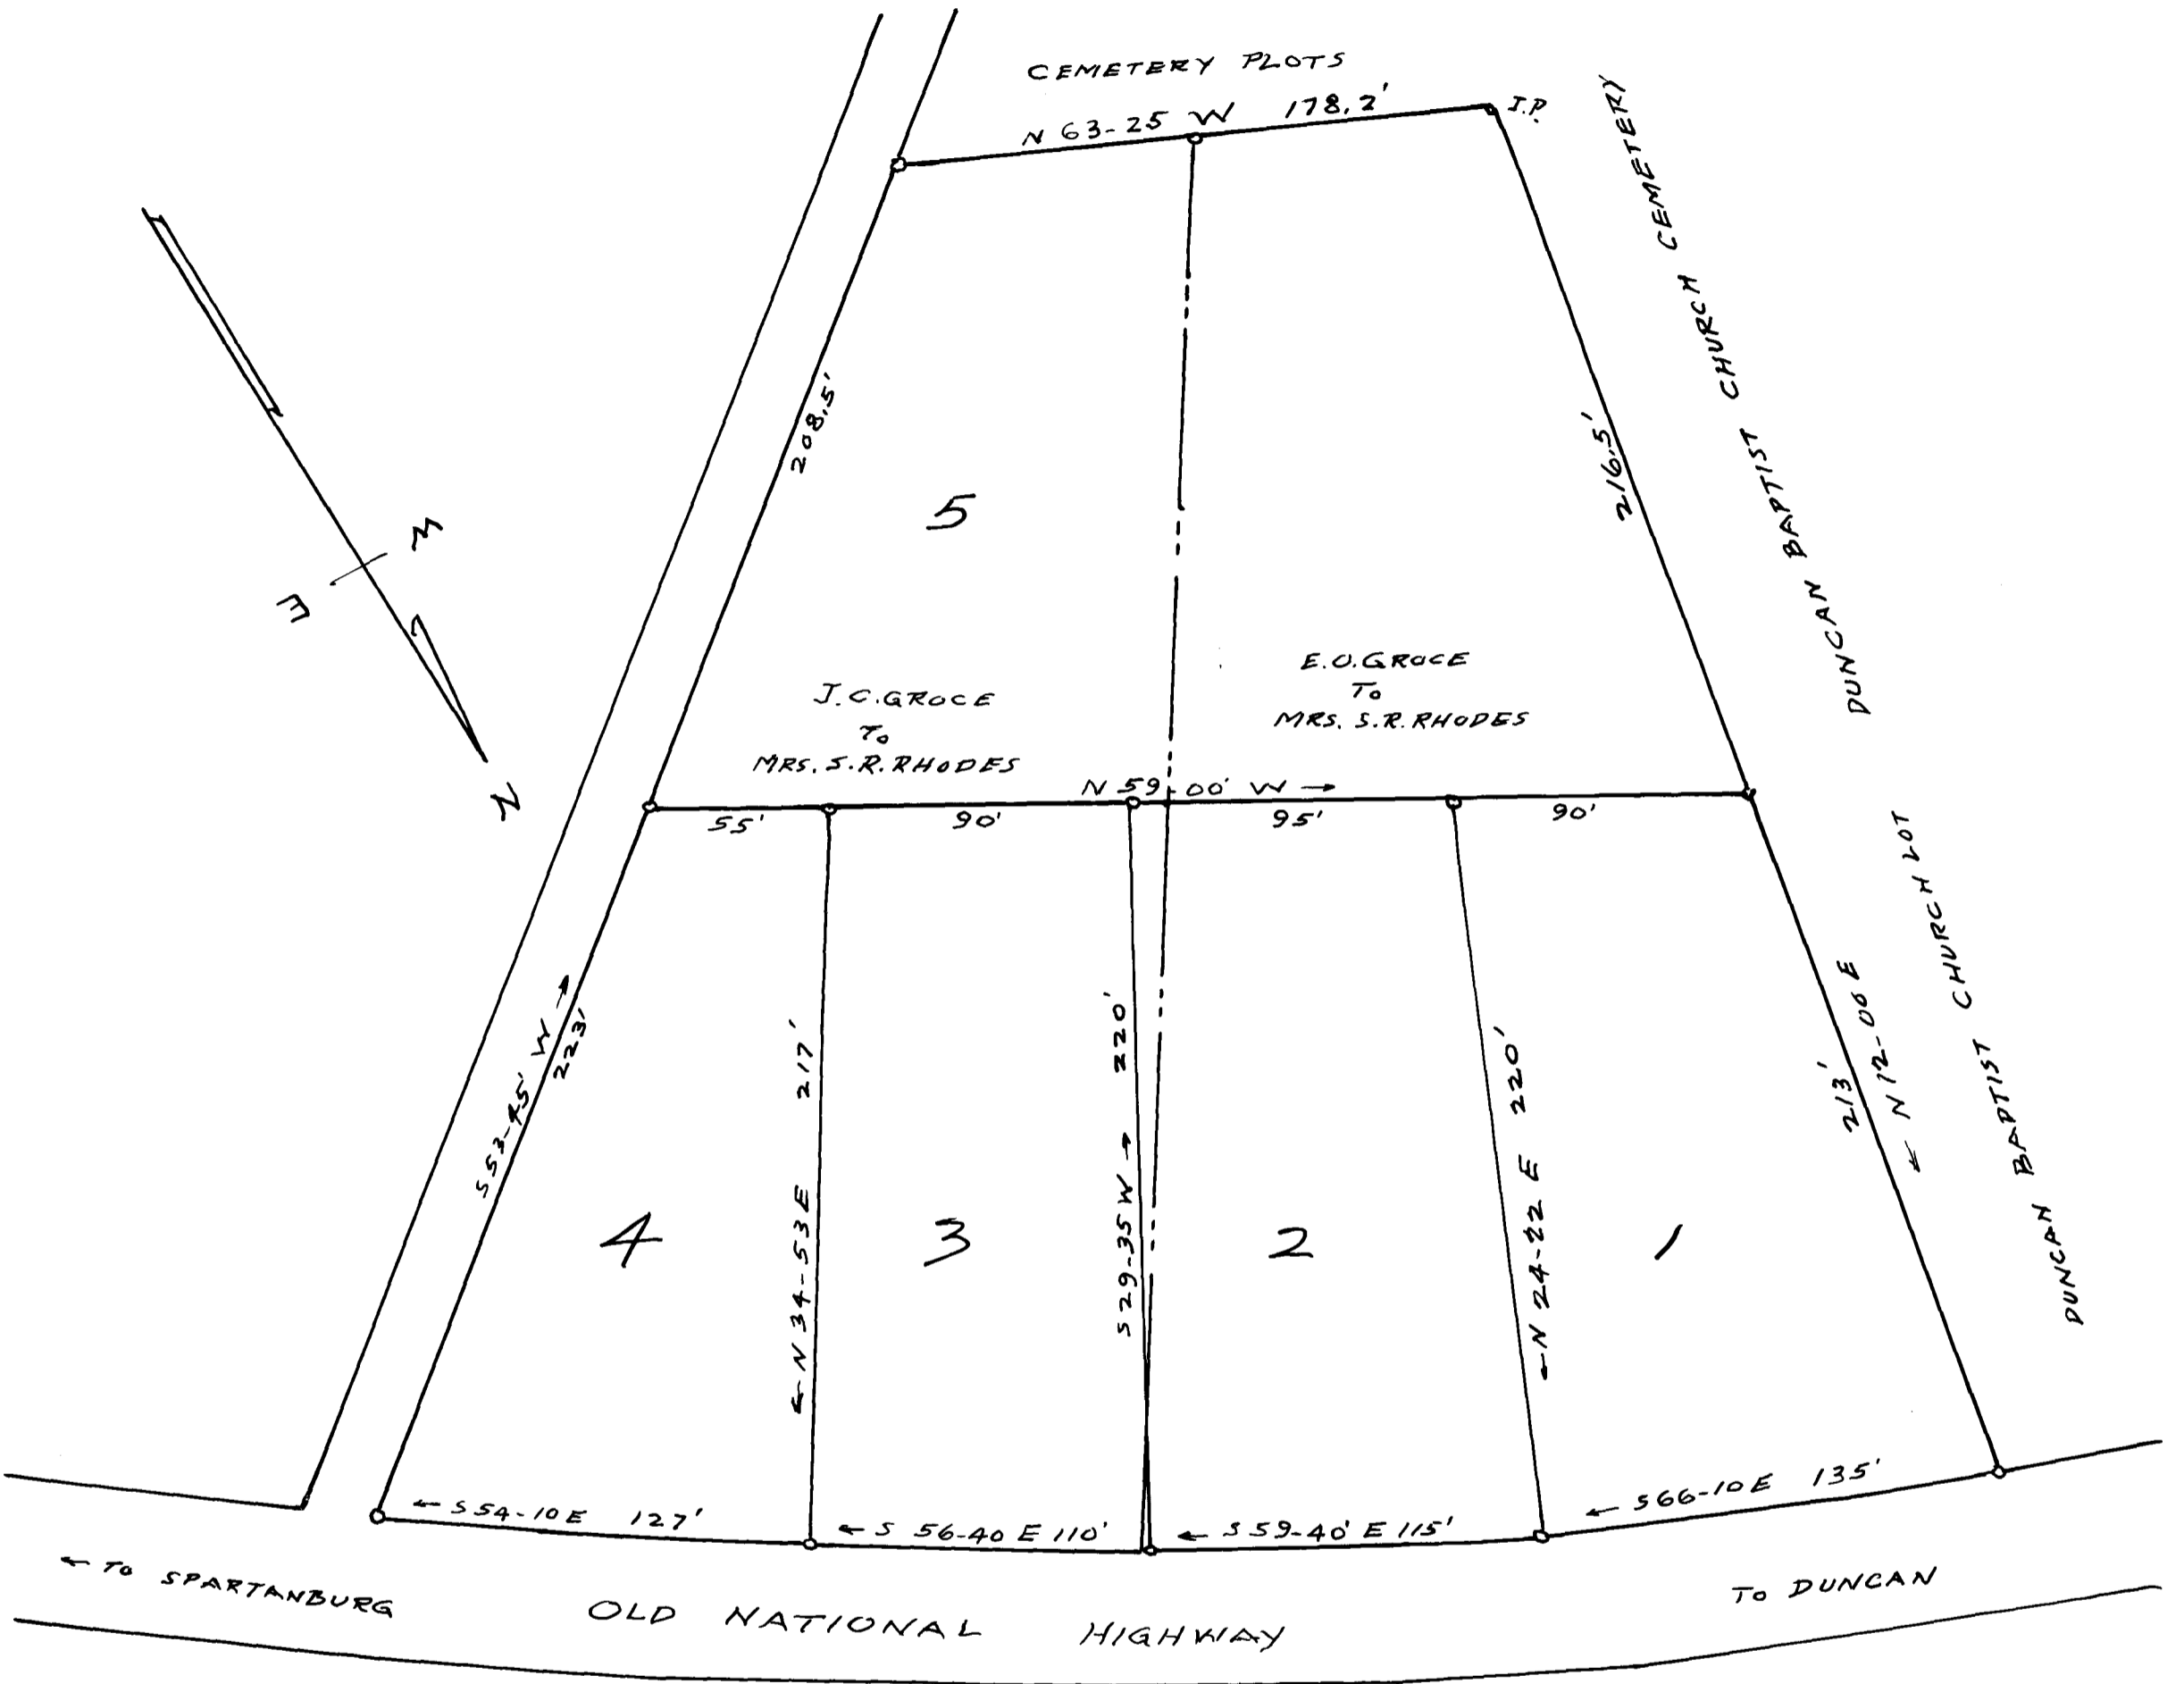 CEMETERY PLOTS
N 63-25 W 178.2'
I.P.
DUNCAN BAPTIST CHURCH CEMETERY
W
E
N
208.5'
5
216.5'
J.C. GROCE
To
MRS. S.R. RHODES
E.O. GROCE
To
MRS. S.R. RHODES
N 59-00' W →
55'
90'
95'
90'
DUNCAN BAPTIST CHURCH LOT
S 53-45' W →
223'
← N 34-53 E 217'
S 29-35 W → 220'
← N 24-22 E 220'
213'
← N 12-06 E
4
3
2
1
← S 54-10 E 127'
← S 56-40 E 110'
← S 59-40' E 115'
← S 66-10 E 135'
← TO SPARTANBURG
OLD NATIONAL HIGHWAY
TO DUNCAN